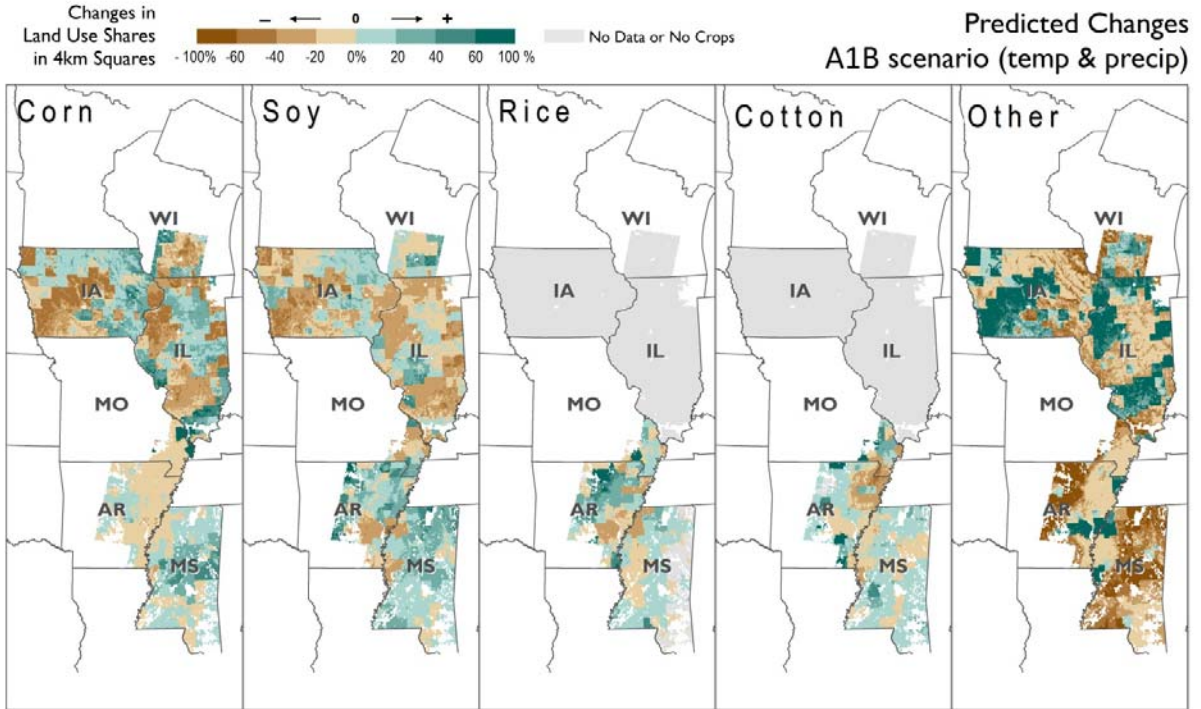 Changes in
Land Use Shares
in 4km Squares
− ← 0 → +
- 100% -60 -40 -20 0% 20 40 60 100 %
No Data or No Crops
Predicted Changes
A1B scenario (temp & precip)
Corn
WI
IA
IL
MO
AR
MS
Soy
WI
IA
IL
MO
AR
MS
Rice
WI
IA
IL
MO
AR
MS
Cotton
WI
IA
IL
MO
AR
MS
Other
WI
IA
IL
MO
AR
MS